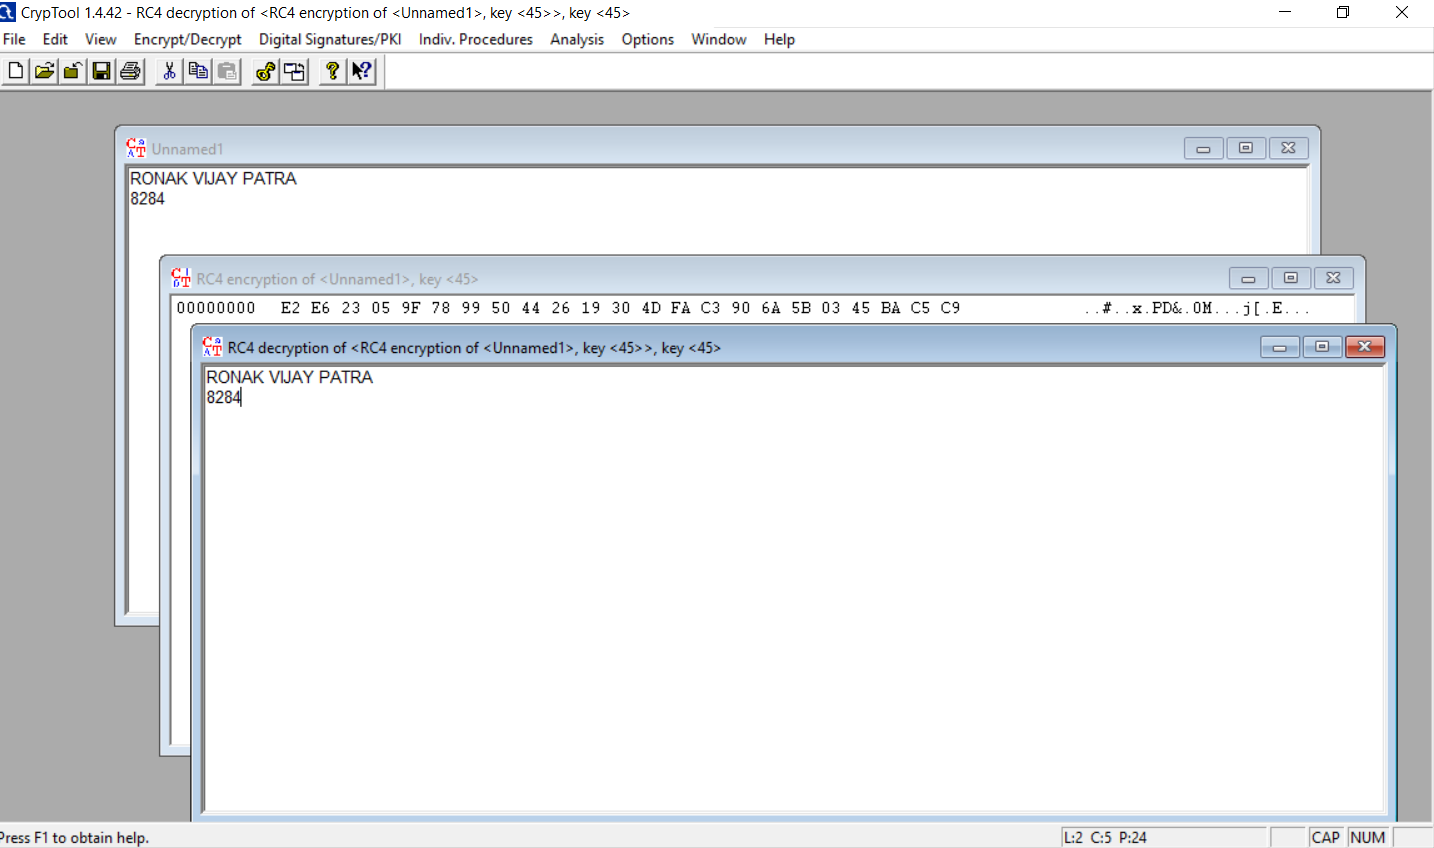 CrypTool 1.4.42 - RC4 decryption of <RC4 encryption of <Unnamed1>, key <45>>, key <45>
File Edit View Encrypt/Decrypt Digital Signatures/PKI Indiv. Procedures Analysis Options Window Help
Unnamed1
RONAK VIJAY PATRA
8284
RC4 encryption of <Unnamed1>, key <45>
00000000 E2 E6 23 05 9F 78 99 50 44 26 19 30 4D FA C3 90 6A 5B 03 45 BA C5 C9 ..#..x.PD&.0M...j[.E...
RC4 decryption of <RC4 encryption of <Unnamed1>, key <45>>, key <45>
RONAK VIJAY PATRA
8284
Press F1 to obtain help.
L:2 C:5 P:24
CAP NUM